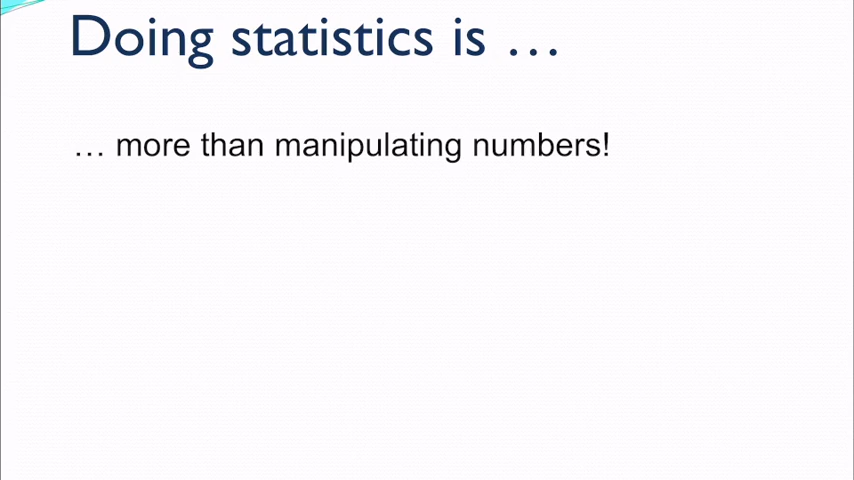 Doing statistics is …
… more than manipulating numbers!